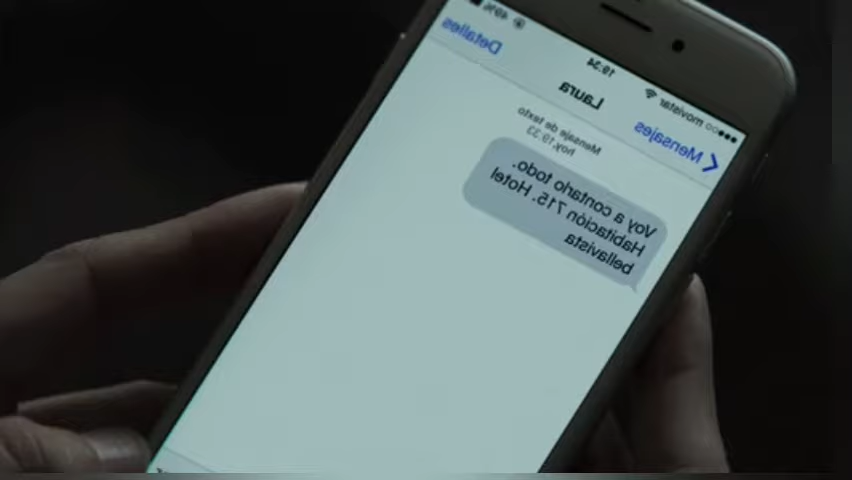 ●●●○○ movistar 19:34 49%
< Mensajes Laura Detalles
Mensaje de texto
hoy, 19:33
Voy a contarlo todo.
Habitación 715. Hotel
bellavista